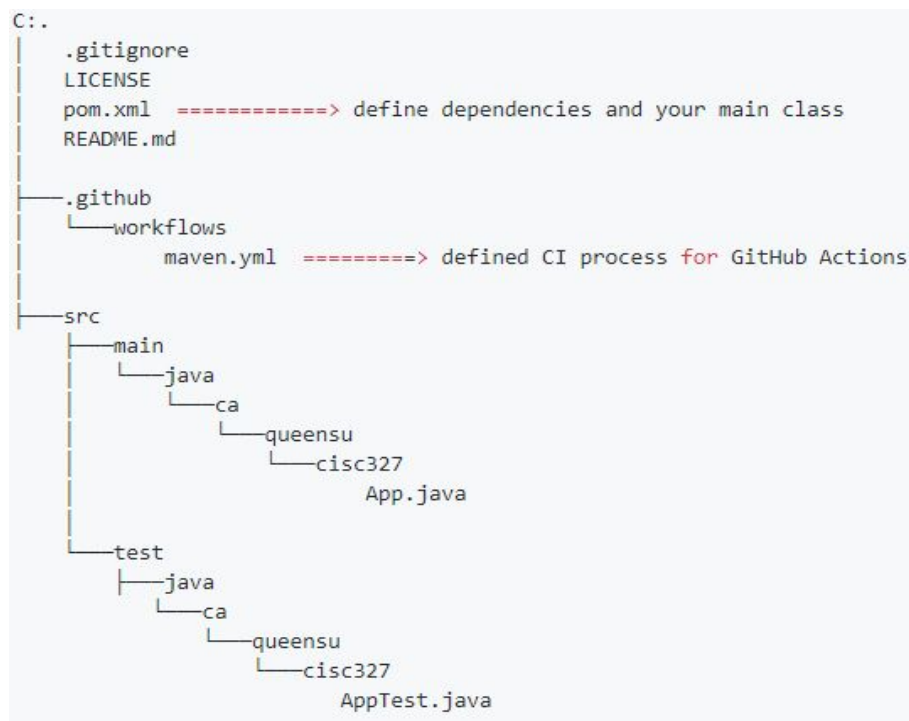 C:.
│   .gitignore
│   LICENSE
│   pom.xml  ============> define dependencies and your main class
│   README.md
│
├───.github
│   └───workflows
│           maven.yml  =========> defined CI process for GitHub Actions
│
├───src
    ├───main
    │   └───java
    │       └───ca
    │           └───queensu
    │               └───cisc327
    │                       App.java
    │
    └───test
        ├───java
           └───ca
               └───queensu
                   └───cisc327
                          AppTest.java